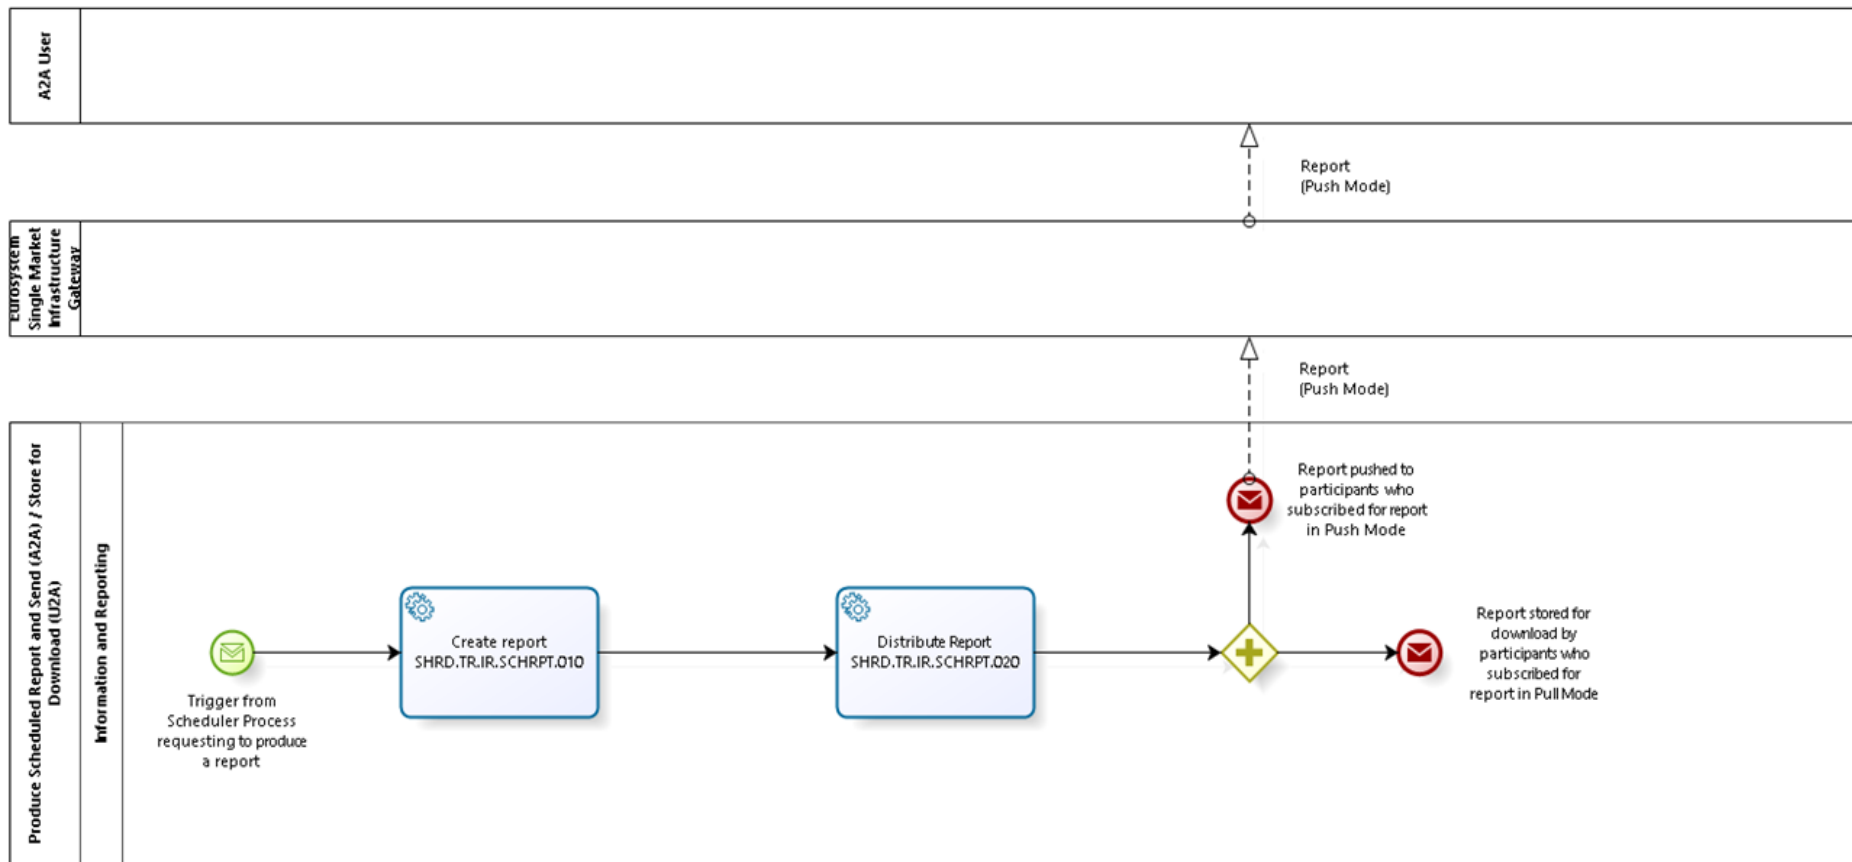 A2A User
Report
(Push Mode)
Eurosystem
Single Market
Infrastructure
Gateway
Report
(Push Mode)
Produce Scheduled Report and Send (A2A) / Store for
Download (U2A)
Information and Reporting
Report pushed to
participants who
subscribed for report
in Push Mode
Create report
SHRD.TR.IR.SCHRPT.010
Distribute Report
SHRD.TR.IR.SCHRPT.020
Report stored for
download by
participants who
subscribed for
report in Pull Mode
Trigger from
Scheduler Process
requesting to produce
a report